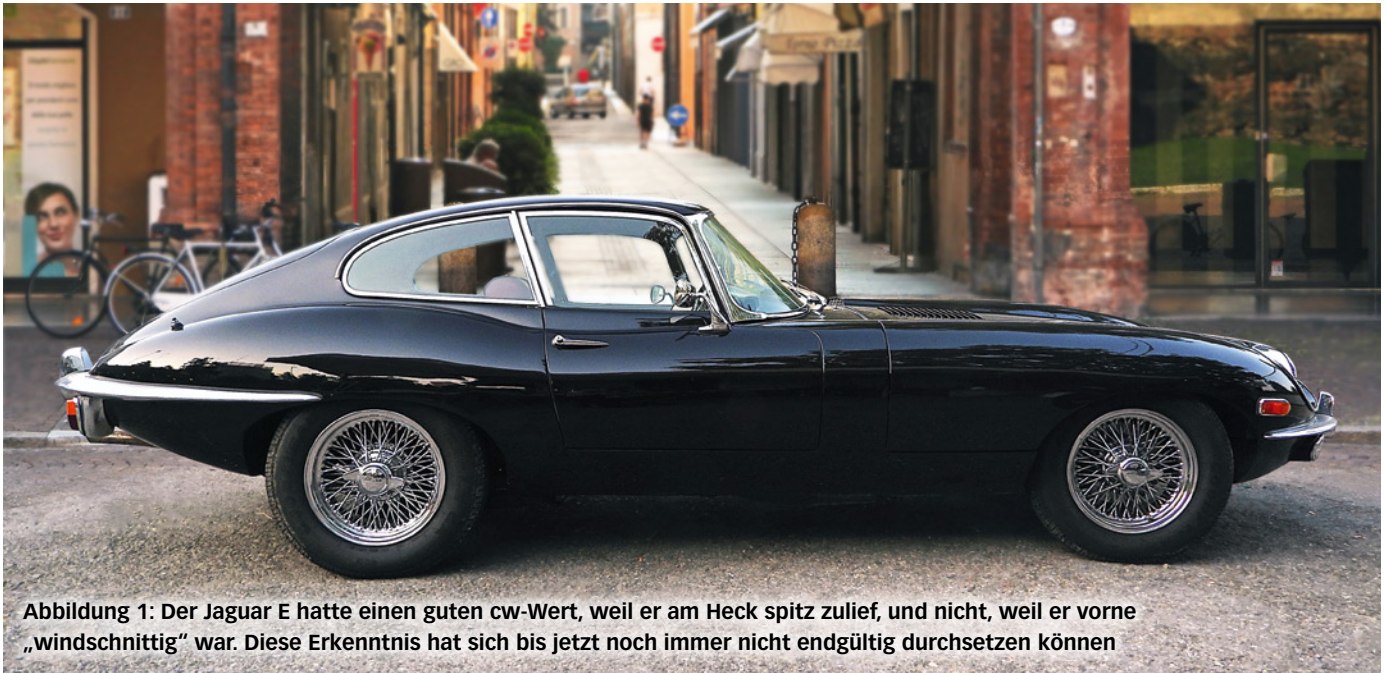 Abbildung 1: Der Jaguar E hatte einen guten cw-Wert, weil er am Heck spitz zulief, und nicht, weil er vorne
„windschnittig“ war. Diese Erkenntnis hat sich bis jetzt noch immer nicht endgültig durchsetzen können